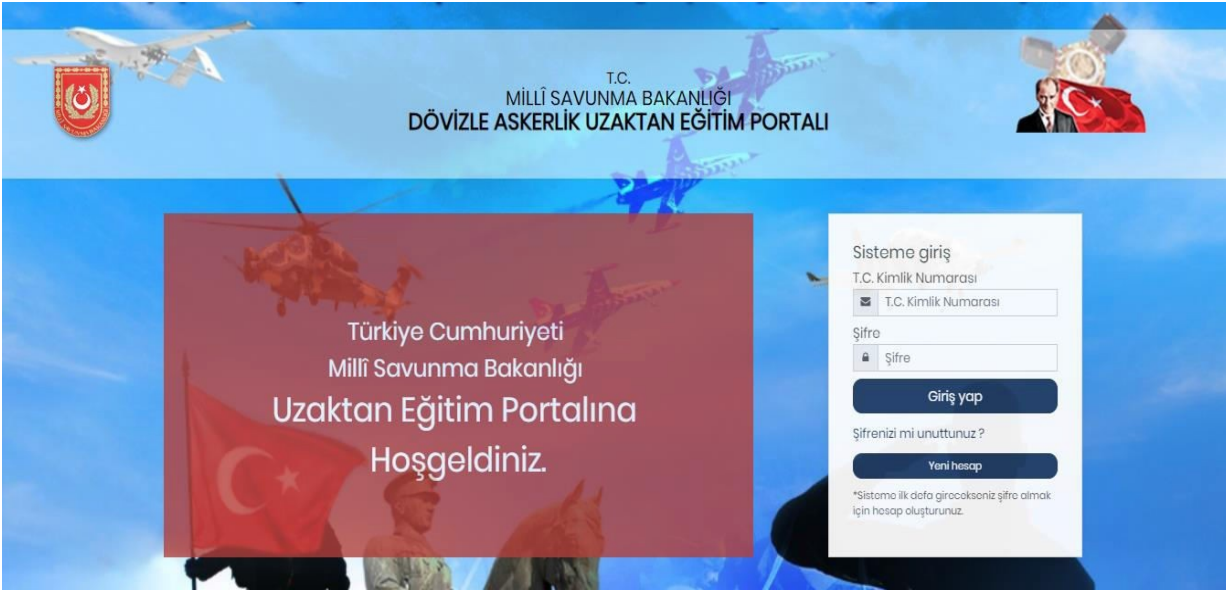 T.C.
MİLLÎ SAVUNMA BAKANLIĞI
DÖVİZLE ASKERLİK UZAKTAN EĞİTİM PORTALI
Türkiye Cumhuriyeti
Millî Savunma Bakanlığı
Uzaktan Eğitim Portalına
Hoşgeldiniz.
Sisteme giriş
T.C. Kimlik Numarası
T.C. Kimlik Numarası
Şifre
Şifre
Giriş yap
Şifrenizi mi unuttunuz ?
Yeni hesap
*Sisteme ilk defa girecekseniz şifre almak
için hesap oluşturunuz.